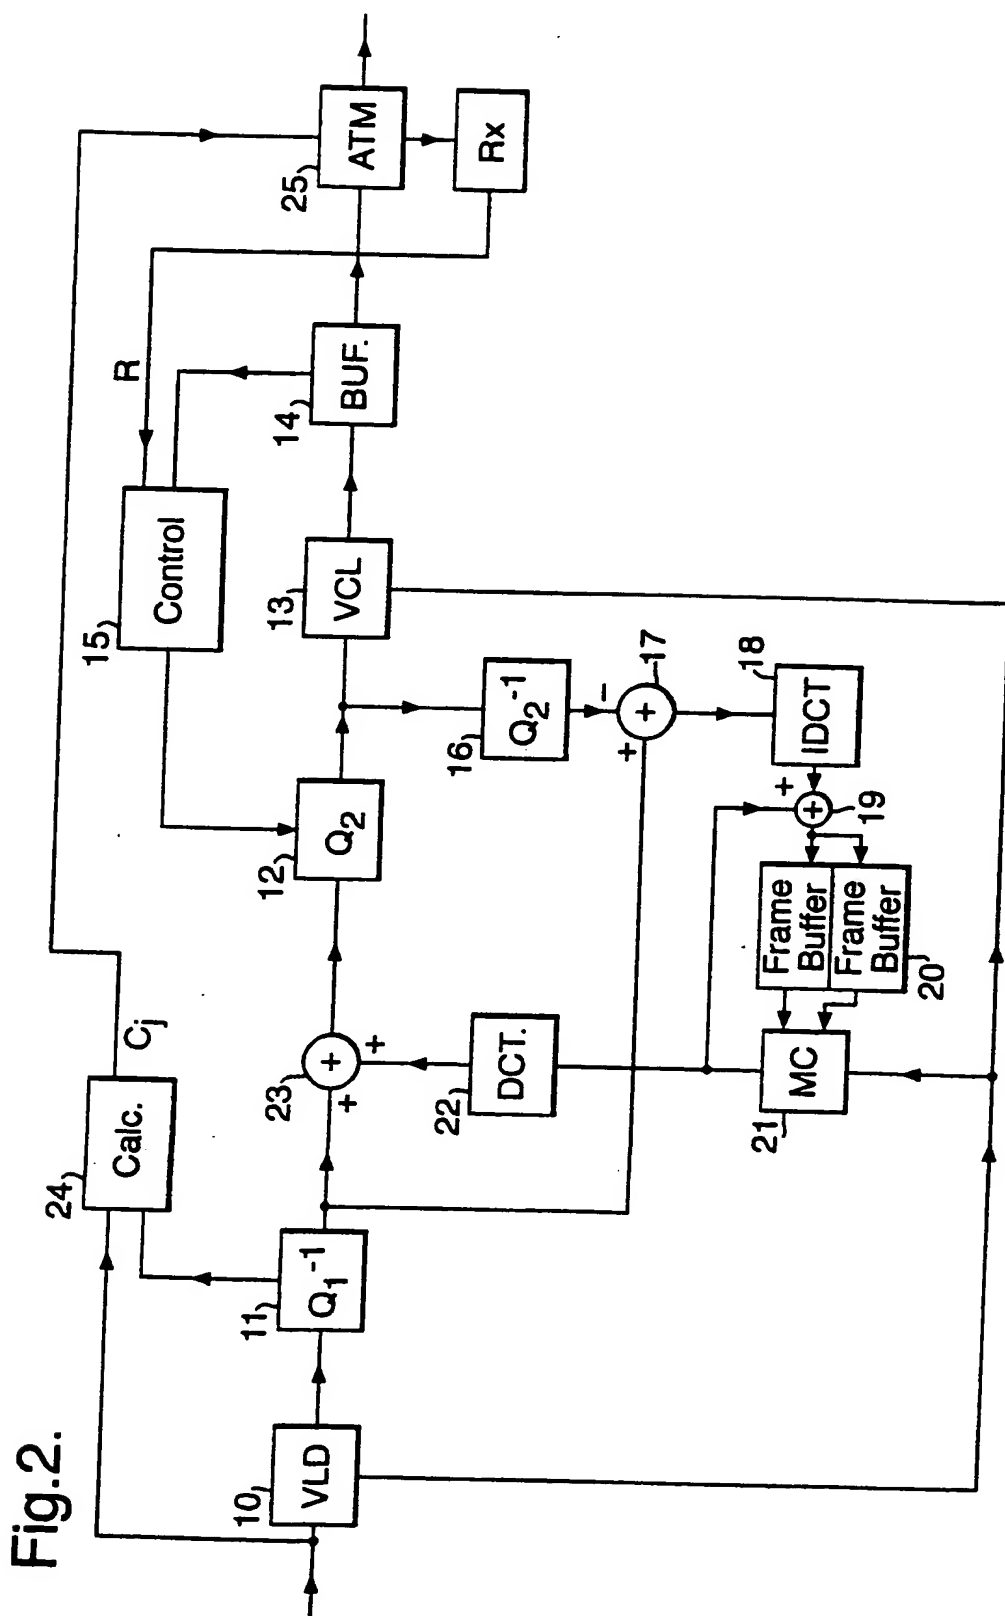 Fig.2.
24
Calc.
Cj
15
Control
R
10
VLD
11
Q1-1
23
+
+
+
12
Q2
13
VCL
14
BUF.
25
ATM
Rx
22
DCT.
16
Q2-1
-
+
+
17
21
MC
20
Frame
Buffer
Frame
Buffer
+
+
19
18
IDCT